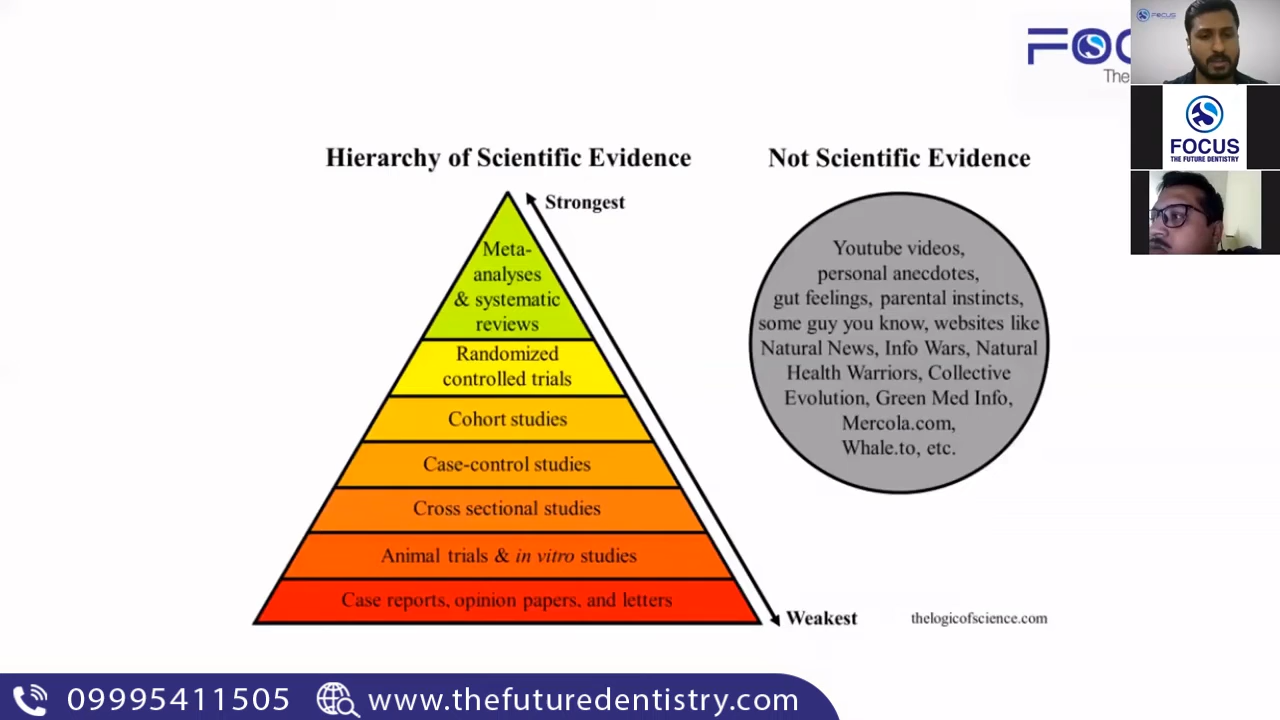 FOC
The
FOCUS
FOCUS
THE FUTURE DENTISTRY
Hierarchy of Scientific Evidence
Strongest
Meta-
analyses
& systematic
reviews
Randomized
controlled trials
Cohort studies
Case-control studies
Cross sectional studies
Animal trials & in vitro studies
Case reports, opinion papers, and letters
Weakest
Not Scientific Evidence
Youtube videos,
personal anecdotes,
gut feelings, parental instincts,
some guy you know, websites like
Natural News, Info Wars, Natural
Health Warriors, Collective
Evolution, Green Med Info,
Mercola.com,
Whale.to, etc.
thelogicofscience.com
09995411505
www.thefuturedentistry.com